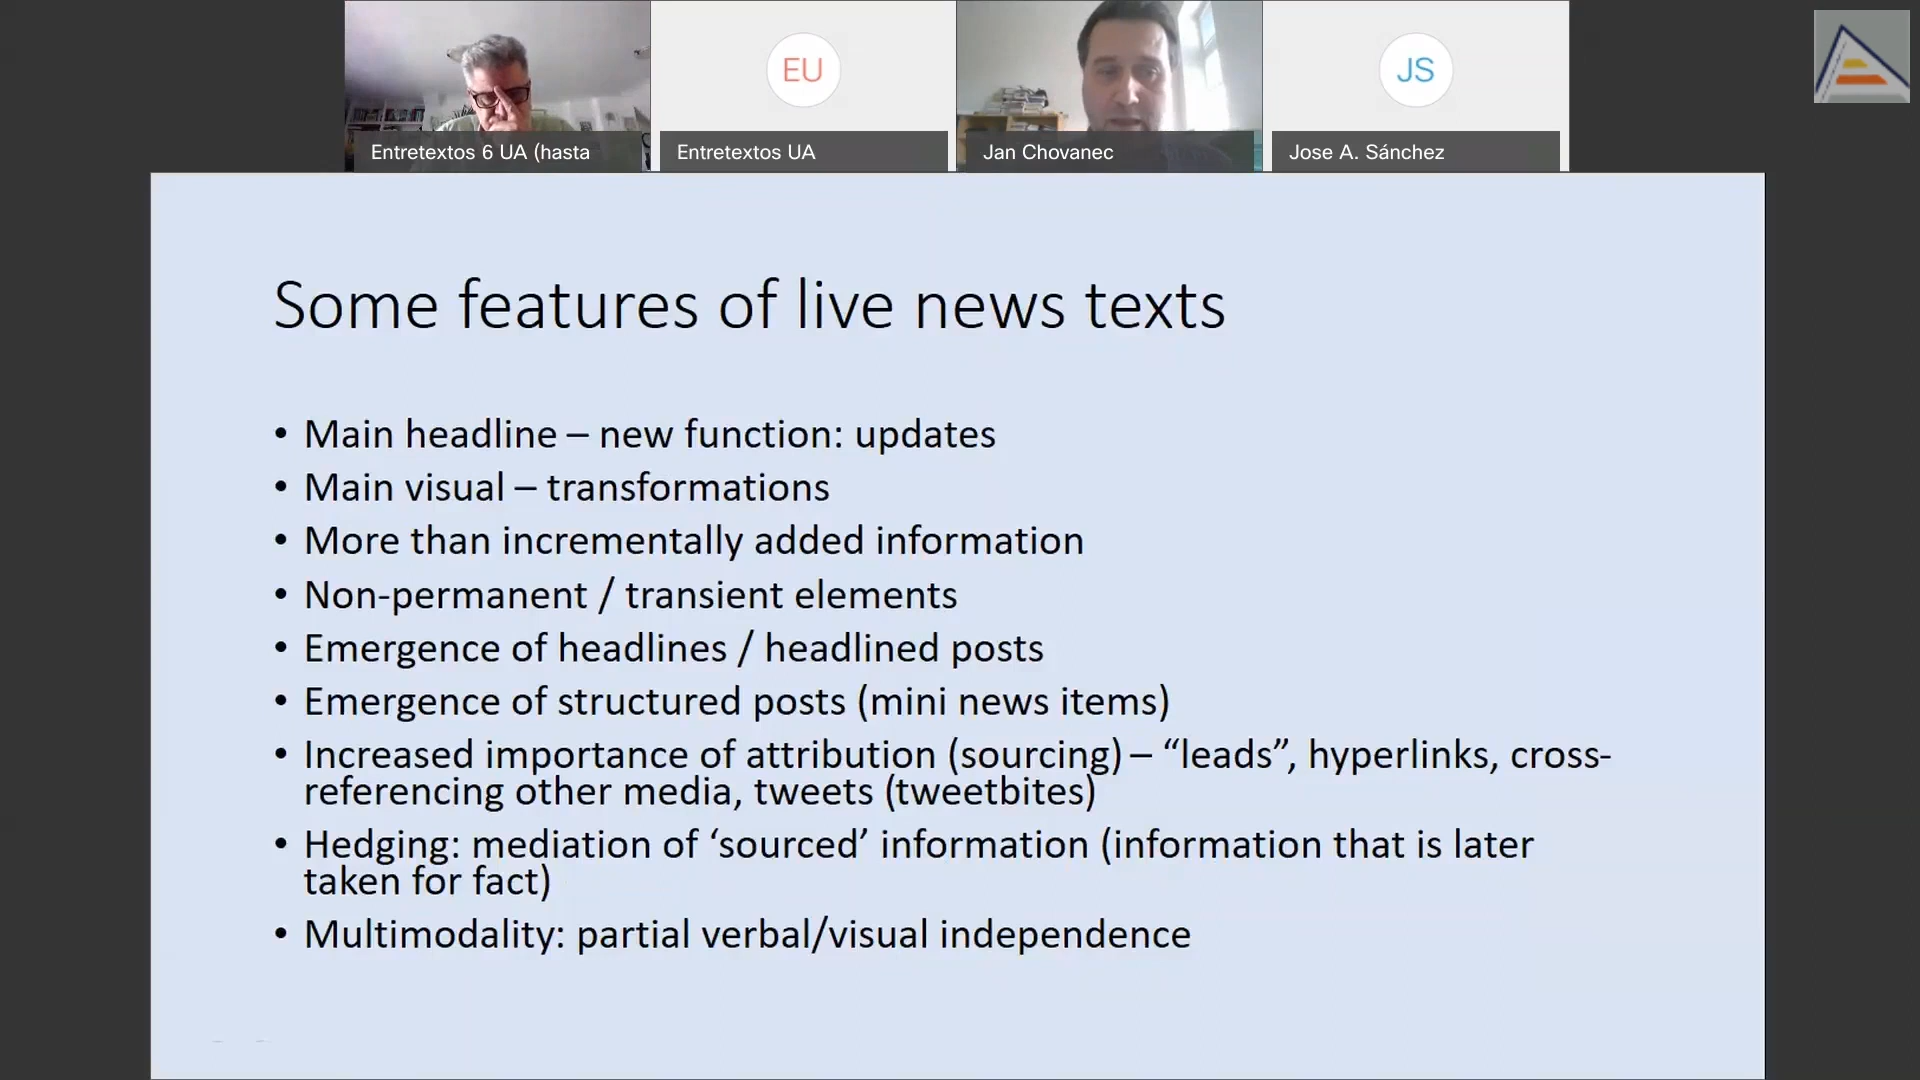 Entretextos 6 UA (hasta
EU
Entretextos UA
Jan Chovanec
JS
Jose A. Sánchez
Some features of live news texts
• Main headline – new function: updates
• Main visual – transformations
• More than incrementally added information
• Non-permanent / transient elements
• Emergence of headlines / headlined posts
• Emergence of structured posts (mini news items)
• Increased importance of attribution (sourcing) – “leads”, hyperlinks, cross-
referencing other media, tweets (tweetbites)
• Hedging: mediation of ‘sourced’ information (information that is later
taken for fact)
• Multimodality: partial verbal/visual independence